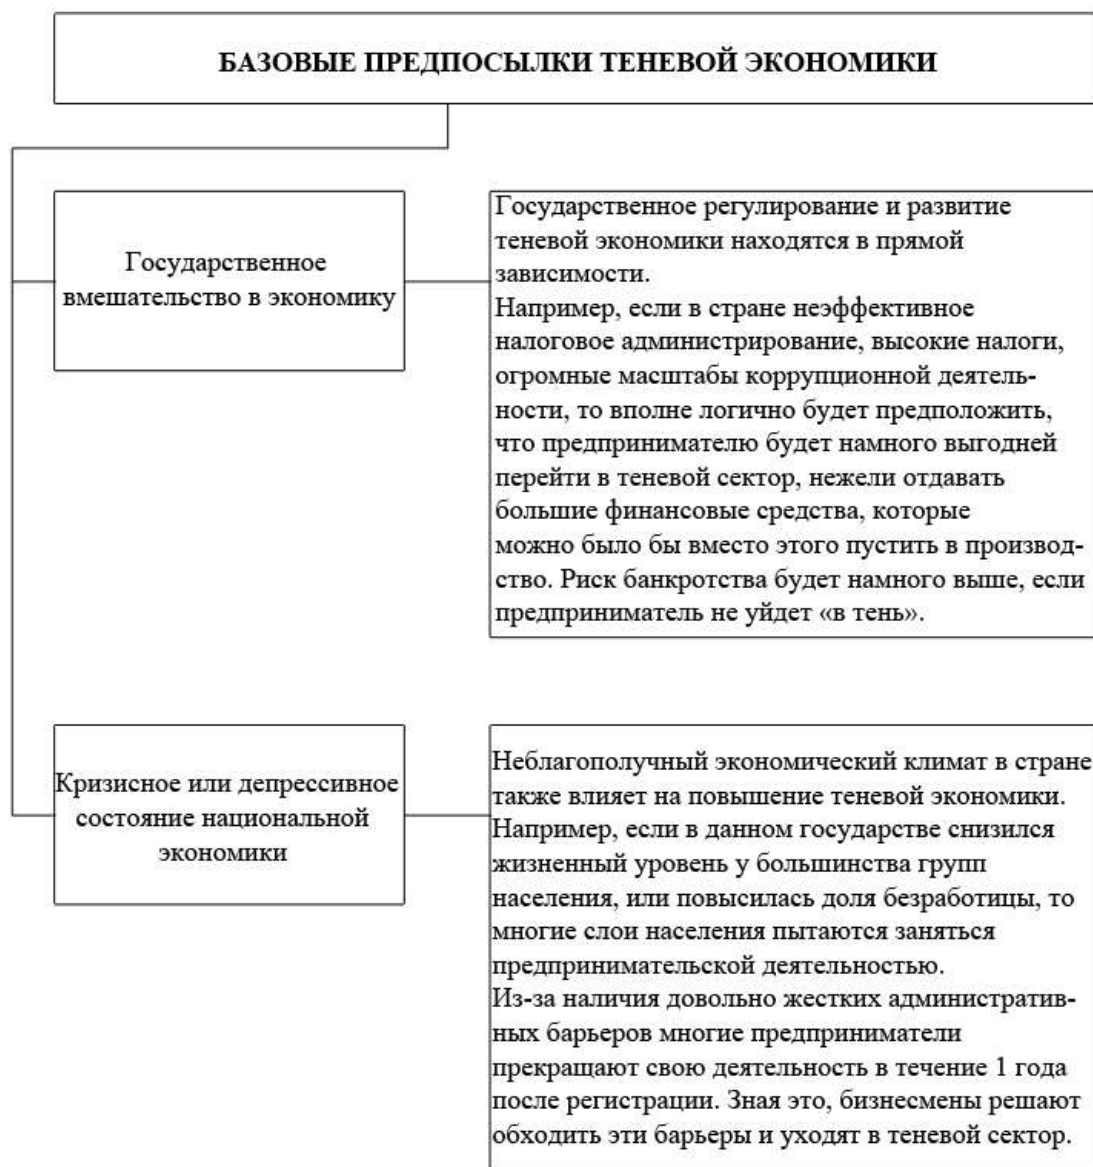 БАЗОВЫЕ ПРЕДПОСЫЛКИ ТЕНЕВОЙ ЭКОНОМИКИ
Государственное
вмешательство в экономику
Государственное регулирование и развитие
теневой экономики находятся в прямой
зависимости.
Например, если в стране неэффективное
налоговое администрирование, высокие налоги,
огромные масштабы коррупционной деятель-
ности, то вполне логично будет предположить,
что предпринимателю будет намного выгодней
перейти в теневой сектор, нежели отдавать
большие финансовые средства, которые
можно было бы вместо этого пустить в производ-
ство. Риск банкротства будет намного выше, если
предприниматель не уйдет «в тень».
Кризисное или депрессивное
состояние национальной
экономики
Неблагополучный экономический климат в стране
также влияет на повышение теневой экономики.
Например, если в данном государстве снизился
жизненный уровень у большинства групп
населения, или повысилась доля безработицы, то
многие слои населения пытаются заняться
предпринимательской деятельностью.
Из-за наличия довольно жестких административ-
ных барьеров многие предприниматели
прекращают свою деятельность в течение 1 года
после регистрации. Зная это, бизнесмены решают
обходить эти барьеры и уходят в теневой сектор.